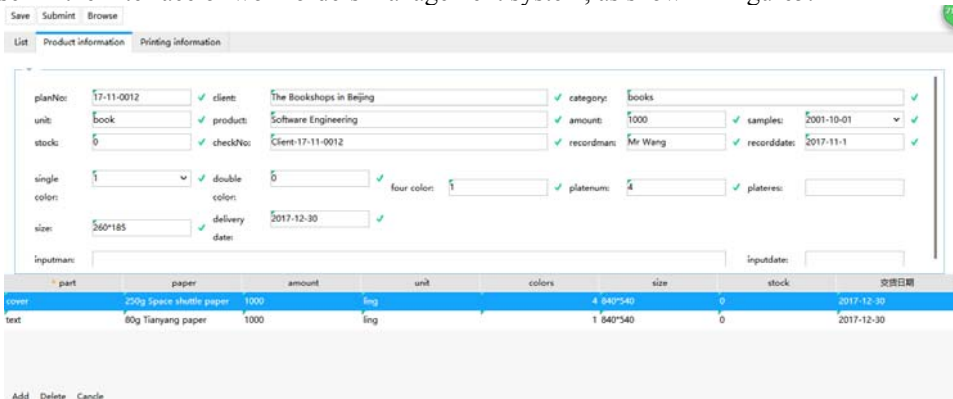 Save Submint Browse
List Product information Printing information
planNo: 17-11-0012 client: The Bookshops in Beijing category: books
unit: book product: Software Engineering amount: 1000 samples: 2001-10-01
stock: 0 checkNo: Client-17-11-0012 recordman: Mr Wang recorddate: 2017-11-1
single color: 1 double color: 0 four color: 1 platenum: 4 plateres:
size: 260*185 delivery date: 2017-12-30
inputman: inputdate:
part paper amount unit colors size stock 交货日期
cover 250g Space shuttle paper 1000 ling 4 840*540 0 2017-12-30
text 80g Tianyang paper 1000 ling 1 840*540 0 2017-12-30
Add Delete Cancle